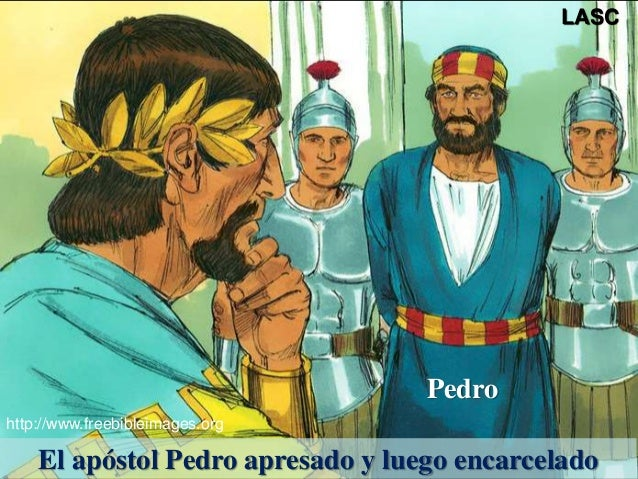 LASC
Pedro
http://www.freebibleimages.org
El apóstol Pedro apresado y luego encarcelado